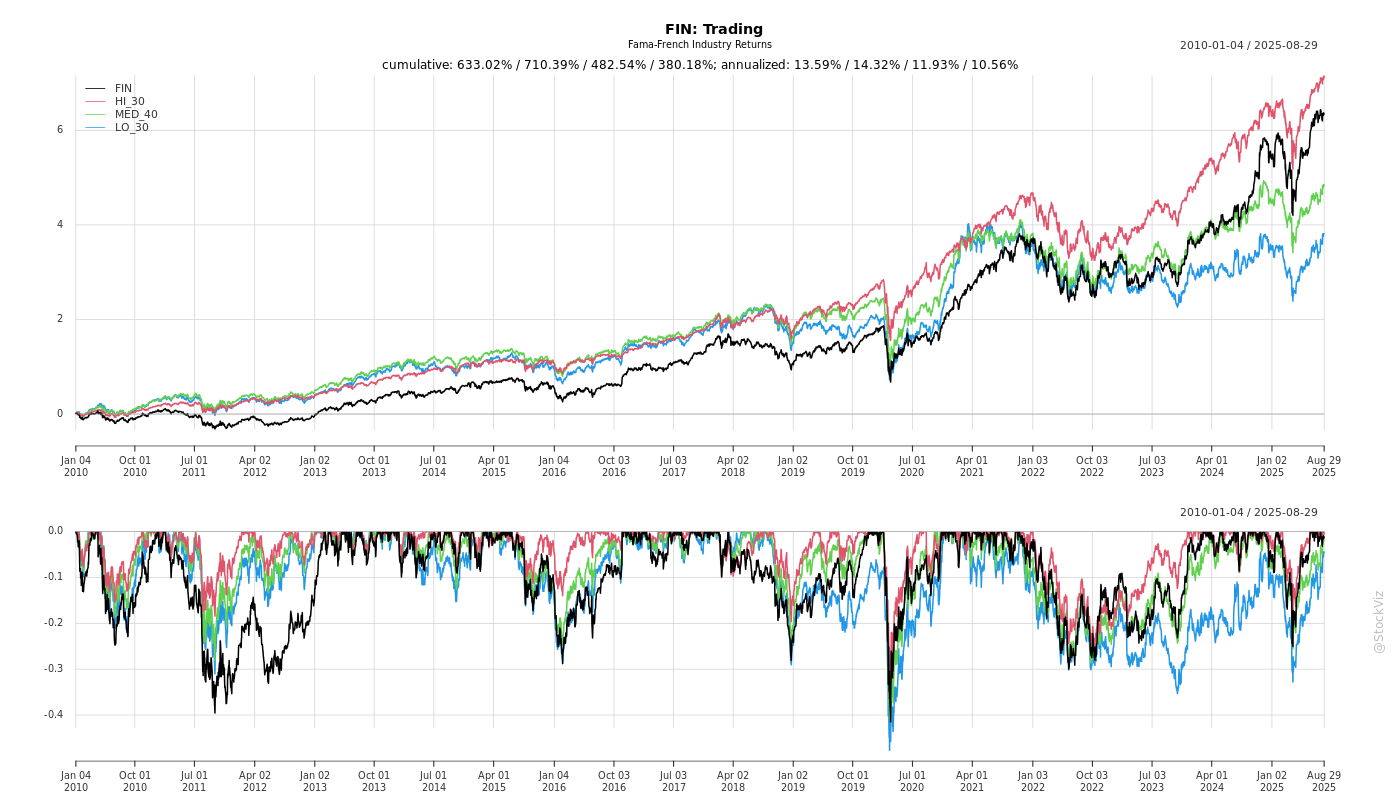 FIN: Trading
Fama-French Industry Returns
2010-01-04 / 2025-08-29
cumulative: 633.02% / 710.39% / 482.54% / 380.18%; annualized: 13.59% / 14.32% / 11.93% / 10.56%
FIN
HI_30
MED_40
LO_30
6
4
2
0
Jan 04 Oct 01 Jul 01 Apr 02 Jan 02 Oct 01 Jul 01 Apr 01 Jan 04 Oct 03 Jul 03 Apr 02 Jan 02 Oct 01 Jul 01 Apr 01 Jan 03 Oct 03 Jul 03 Apr 01 Jan 02 Aug 29
2010 2010 2011 2012 2013 2013 2014 2015 2016 2016 2017 2018 2019 2019 2020 2021 2022 2022 2023 2024 2025 2025
2010-01-04 / 2025-08-29
0.0
-0.1
-0.2
-0.3
-0.4
Jan 04 Oct 01 Jul 01 Apr 02 Jan 02 Oct 01 Jul 01 Apr 01 Jan 04 Oct 03 Jul 03 Apr 02 Jan 02 Oct 01 Jul 01 Apr 01 Jan 03 Oct 03 Jul 03 Apr 01 Jan 02 Aug 29
2010 2010 2011 2012 2013 2013 2014 2015 2016 2016 2017 2018 2019 2019 2020 2021 2022 2022 2023 2024 2025 2025
@StockViz